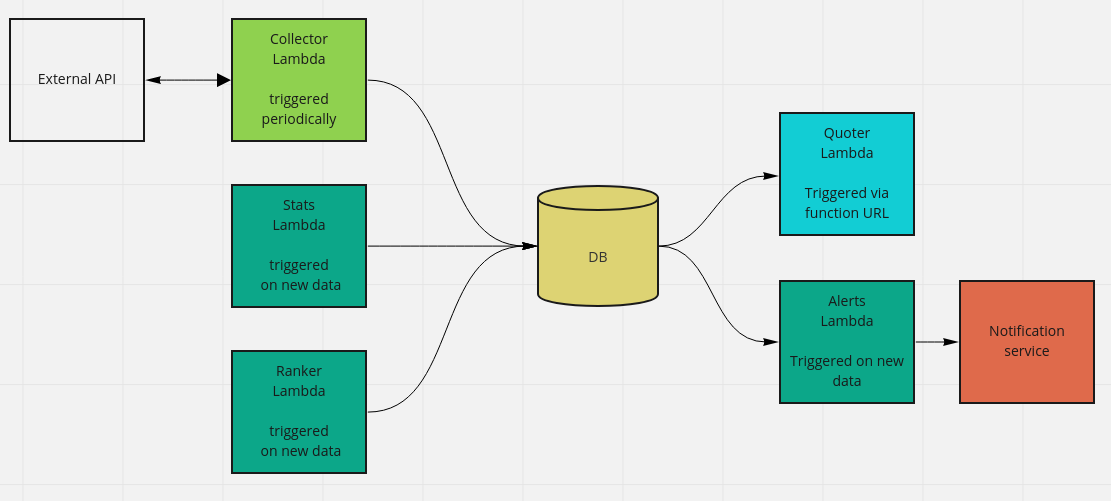 External API
Collector
Lambda
triggered
periodically
Stats
Lambda
triggered
on new data
Ranker
Lambda
triggered
on new data
DB
Quoter
Lambda
Triggered via
function URL
Alerts
Lambda
Triggered on new
data
Notification
service